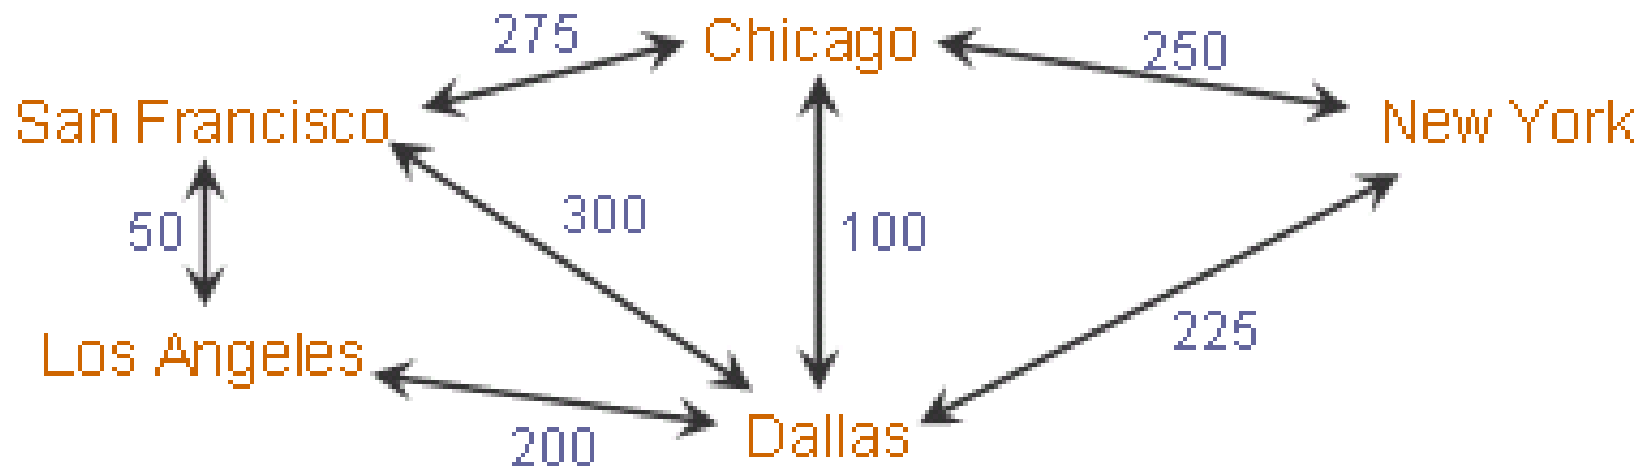 275
Chicago
250
San Francisco
New York
50
300
100
225
Los Angeles
200
Dallas